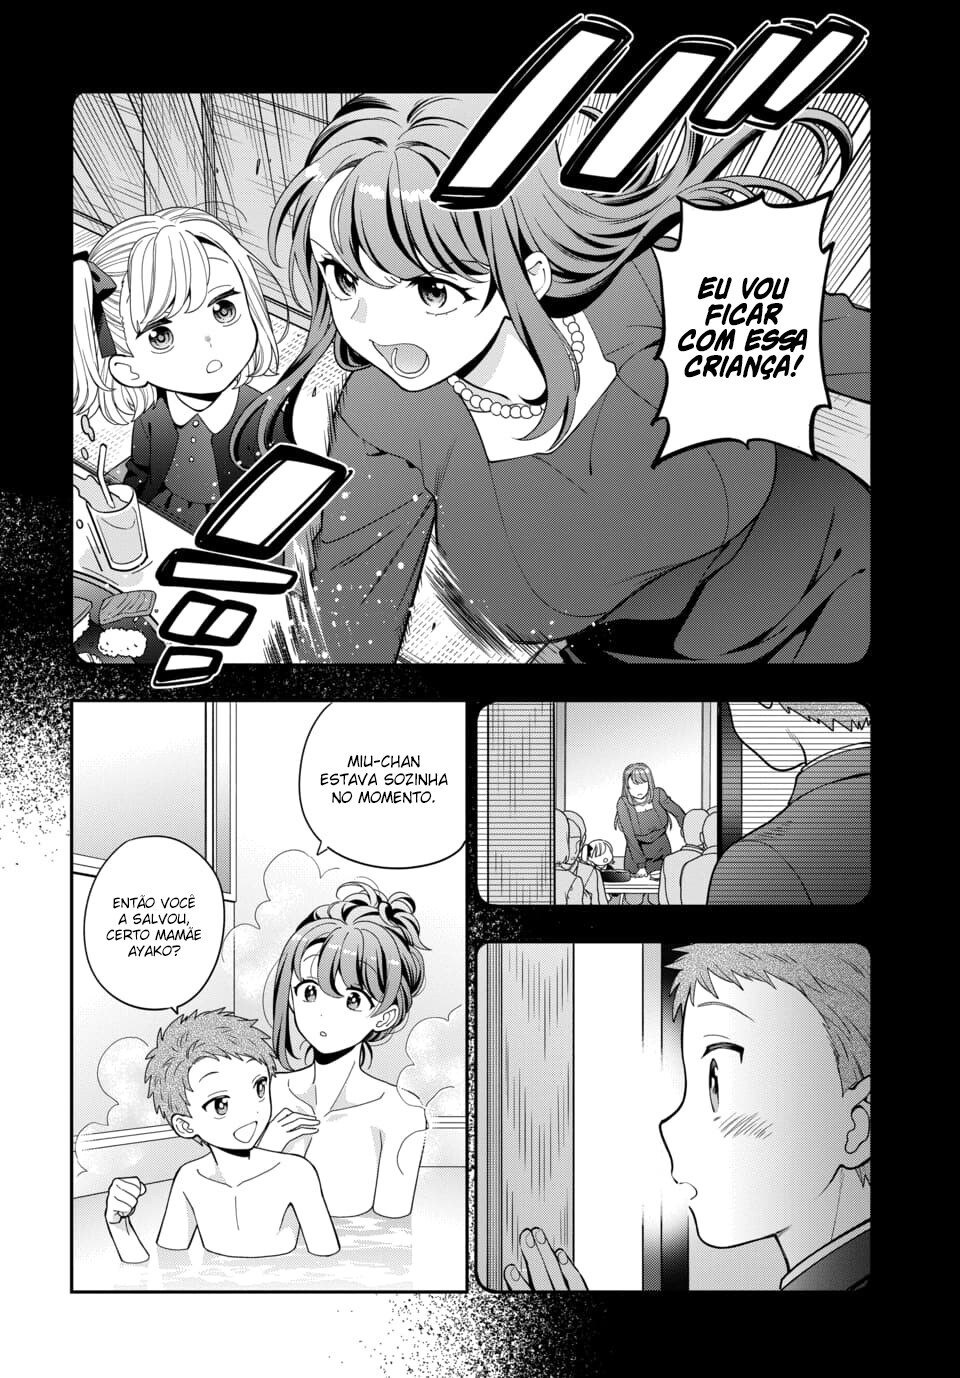 EU VOU
FICAR
COM ESSA
CRIANÇA!
MIU-CHAN
ESTAVA SOZINHA
NO MOMENTO.
ENTÃO VOCÊ
A SALVOU,
CERTO MAMÃE
AYAKO?